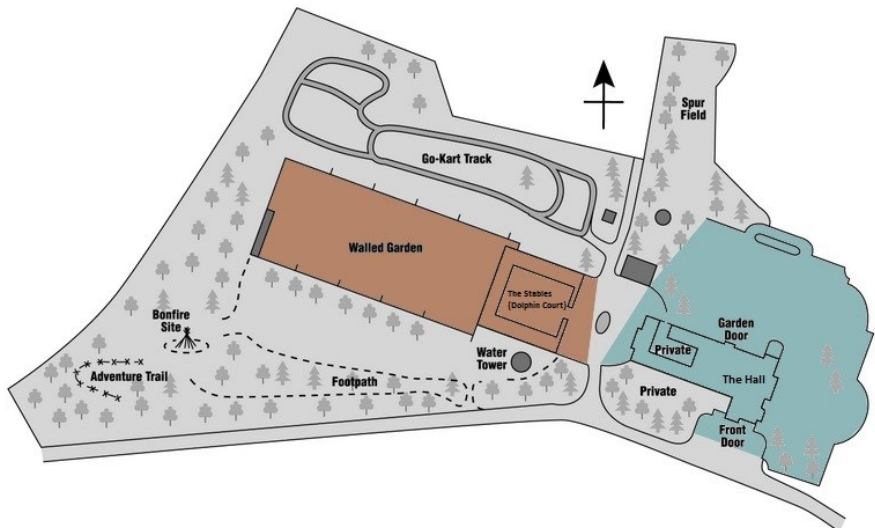 Spur
Field
Go-Kart Track
Walled Garden
The Stables
(Dolphin Court)
Bonfire
Site
Garden
Door
Water
Tower
Private
Adventure Trail
Footpath
The Hall
Private
Front
Door